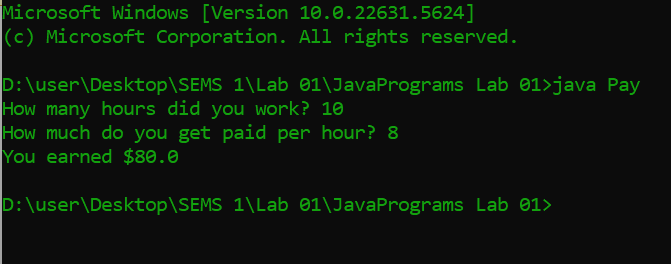 Microsoft Windows [Version 10.0.22631.5624]
(c) Microsoft Corporation. All rights reserved.
D:\user\Desktop\SEMS 1\Lab 01\JavaPrograms Lab 01>java Pay
How many hours did you work? 10
How much do you get paid per hour? 8
You earned $80.0
D:\user\Desktop\SEMS 1\Lab 01\JavaPrograms Lab 01>